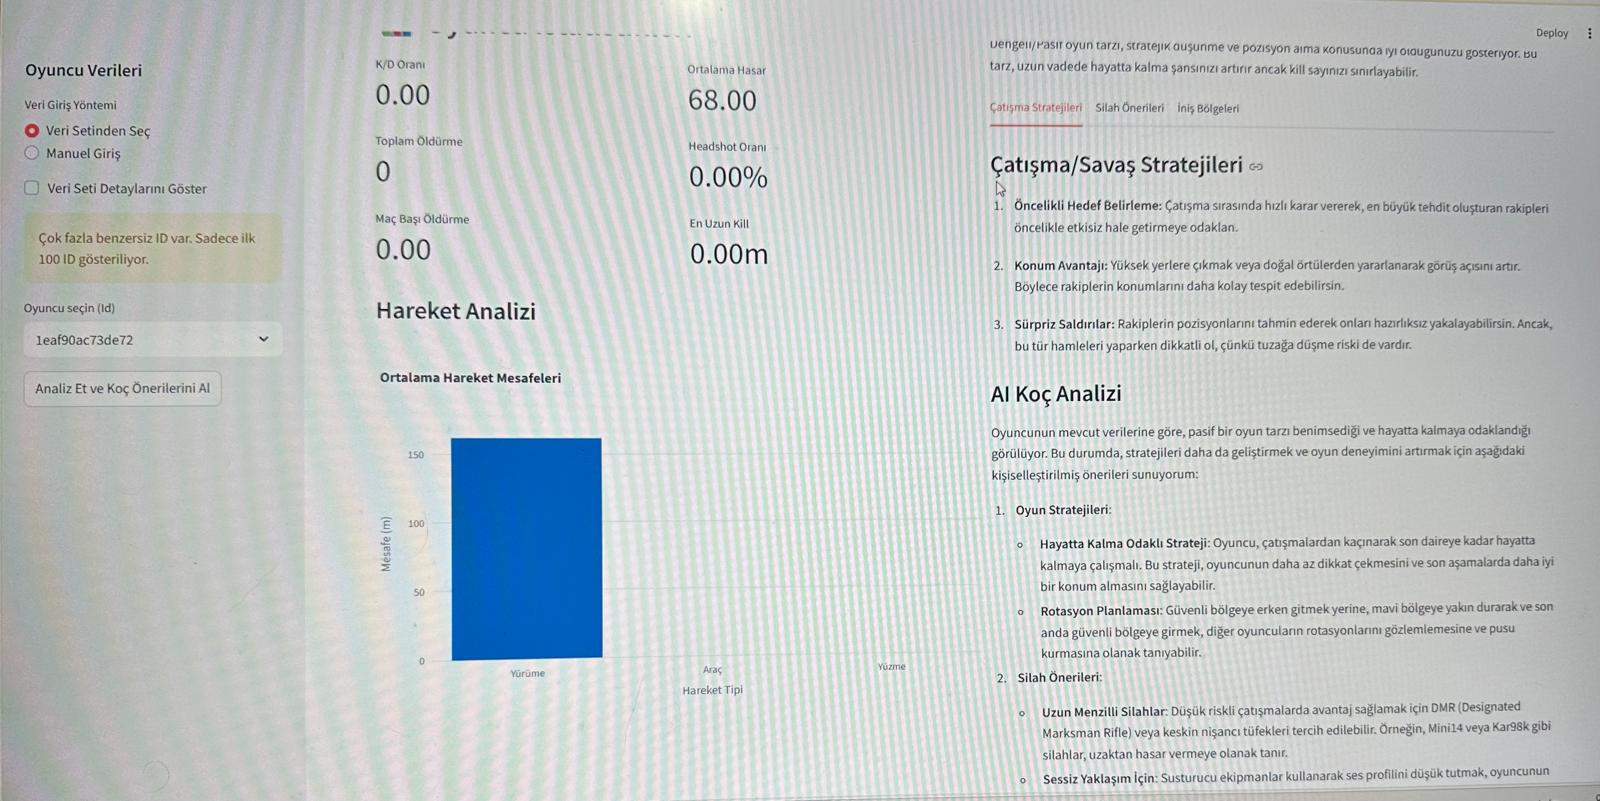 Deploy
Oyuncu Verileri
Veri Giriş Yöntemi
Veri Setinden Seç
Manuel Giriş
Veri Seti Detaylarını Göster
Çok fazla benzersiz ID var. Sadece ilk
100 ID gösteriliyor.
Oyuncu seçin (Id)
1eaf90ac73de72
Analiz Et ve Koç Önerilerini Al
K/D Oranı
0.00
Toplam Öldürme
0
Maç Başı Öldürme
0.00
Ortalama Hasar
68.00
Headshot Oranı
0.00%
En Uzun Kill
0.00m
Hareket Analizi
Ortalama Hareket Mesafeleri
Mesafe (m)
150
100
50
0
Yürüme
Araç
Yüzme
Hareket Tipi
Dengeli/Pasif oyun tarzı, stratejik düşünme ve pozisyon alma konusunda iyi olduğunuzu gösteriyor. Bu
tarz, uzun vadede hayatta kalma şansınızı artırır ancak kill sayınızı sınırlayabilir.
Çatışma Stratejileri Silah Önerileri İniş Bölgeleri
Çatışma/Savaş Stratejileri
1. Öncelikli Hedef Belirleme: Çatışma sırasında hızlı karar vererek, en büyük tehdit oluşturan rakipleri
öncelikle etkisiz hale getirmeye odaklan.
2. Konum Avantajı: Yüksek yerlere çıkmak veya doğal örtülerden yararlanarak görüş açısını artır.
Böylece rakiplerin konumlarını daha kolay tespit edebilirsin.
3. Sürpriz Saldırılar: Rakiplerin pozisyonlarını tahmin ederek onları hazırlıksız yakalayabilirsin. Ancak,
bu tür hamleleri yaparken dikkatli ol, çünkü tuzağa düşme riski de vardır.
AI Koç Analizi
Oyuncunun mevcut verilerine göre, pasif bir oyun tarzı benimsediği ve hayatta kalmaya odaklandığı
görülüyor. Bu durumda, stratejileri daha da geliştirmek ve oyun deneyimini artırmak için aşağıdaki
kişiselleştirilmiş önerileri sunuyorum:
1. Oyun Stratejileri:
Hayatta Kalma Odaklı Strateji: Oyuncu, çatışmalardan kaçınarak son daireye kadar hayatta
kalmaya çalışmalı. Bu strateji, oyuncunun daha az dikkat çekmesini ve son aşamalarda daha iyi
bir konum almasını sağlayabilir.
Rotasyon Planlaması: Güvenli bölgeye erken gitmek yerine, mavi bölgeye yakın durarak ve son
anda güvenli bölgeye girmek, diğer oyuncuların rotasyonlarını gözlemlemesine ve pusu
kurmasına olanak tanıyabilir.
2. Silah Önerileri:
Uzun Menzilli Silahlar: Düşük riskli çatışmalarda avantaj sağlamak için DMR (Designated
Marksman Rifle) veya keskin nişancı tüfekleri tercih edilebilir. Örneğin, Mini14 veya Kar98k gibi
silahlar, uzaktan hasar vermeye olanak tanır.
Sessiz Yaklaşım İçin: Susturucu ekipmanlar kullanarak ses profilini düşük tutmak, oyuncunun